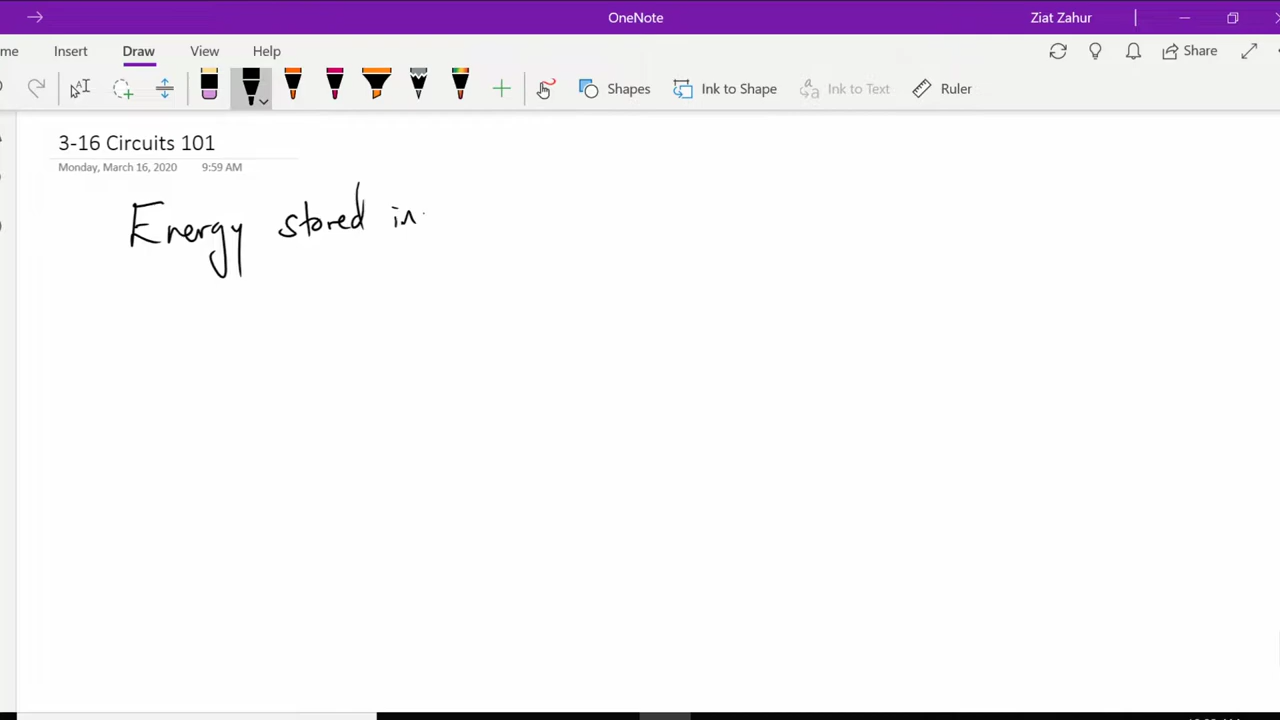 OneNote
Ziat Zahur
Insert Draw View Help
Share
Shapes Ink to Shape Ink to Text Ruler
3-16 Circuits 101
Monday, March 16, 2020 9:59 AM
Energy stored in